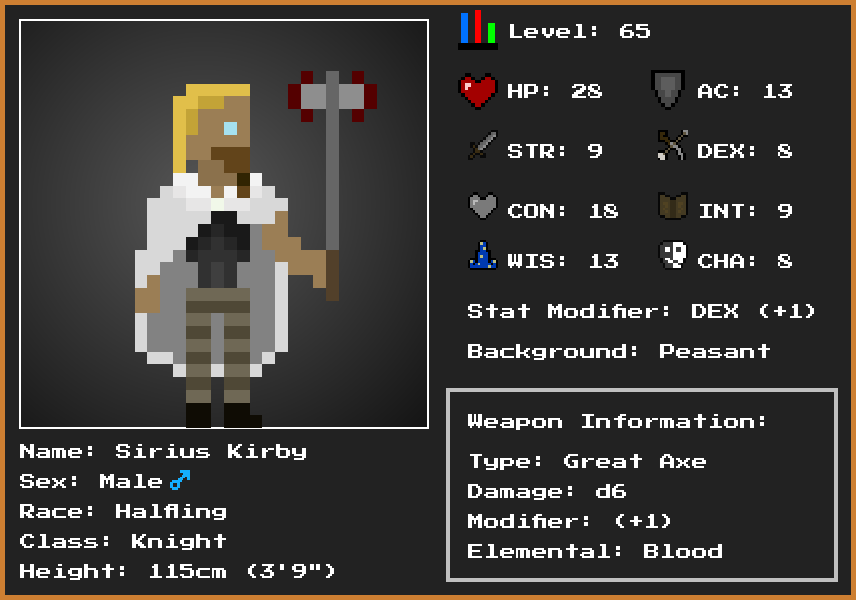 Level: 65
HP: 28 AC: 13
STR: 9 DEX: 8
CON: 18 INT: 9
WIS: 13 CHA: 8
Stat Modifier: DEX (+1)
Background: Peasant
Name: Sirius Kirby
Sex: Male♂
Race: Halfling
Class: Knight
Height: 115cm (3'9")
Weapon Information:
Type: Great Axe
Damage: d6
Modifier: (+1)
Elemental: Blood